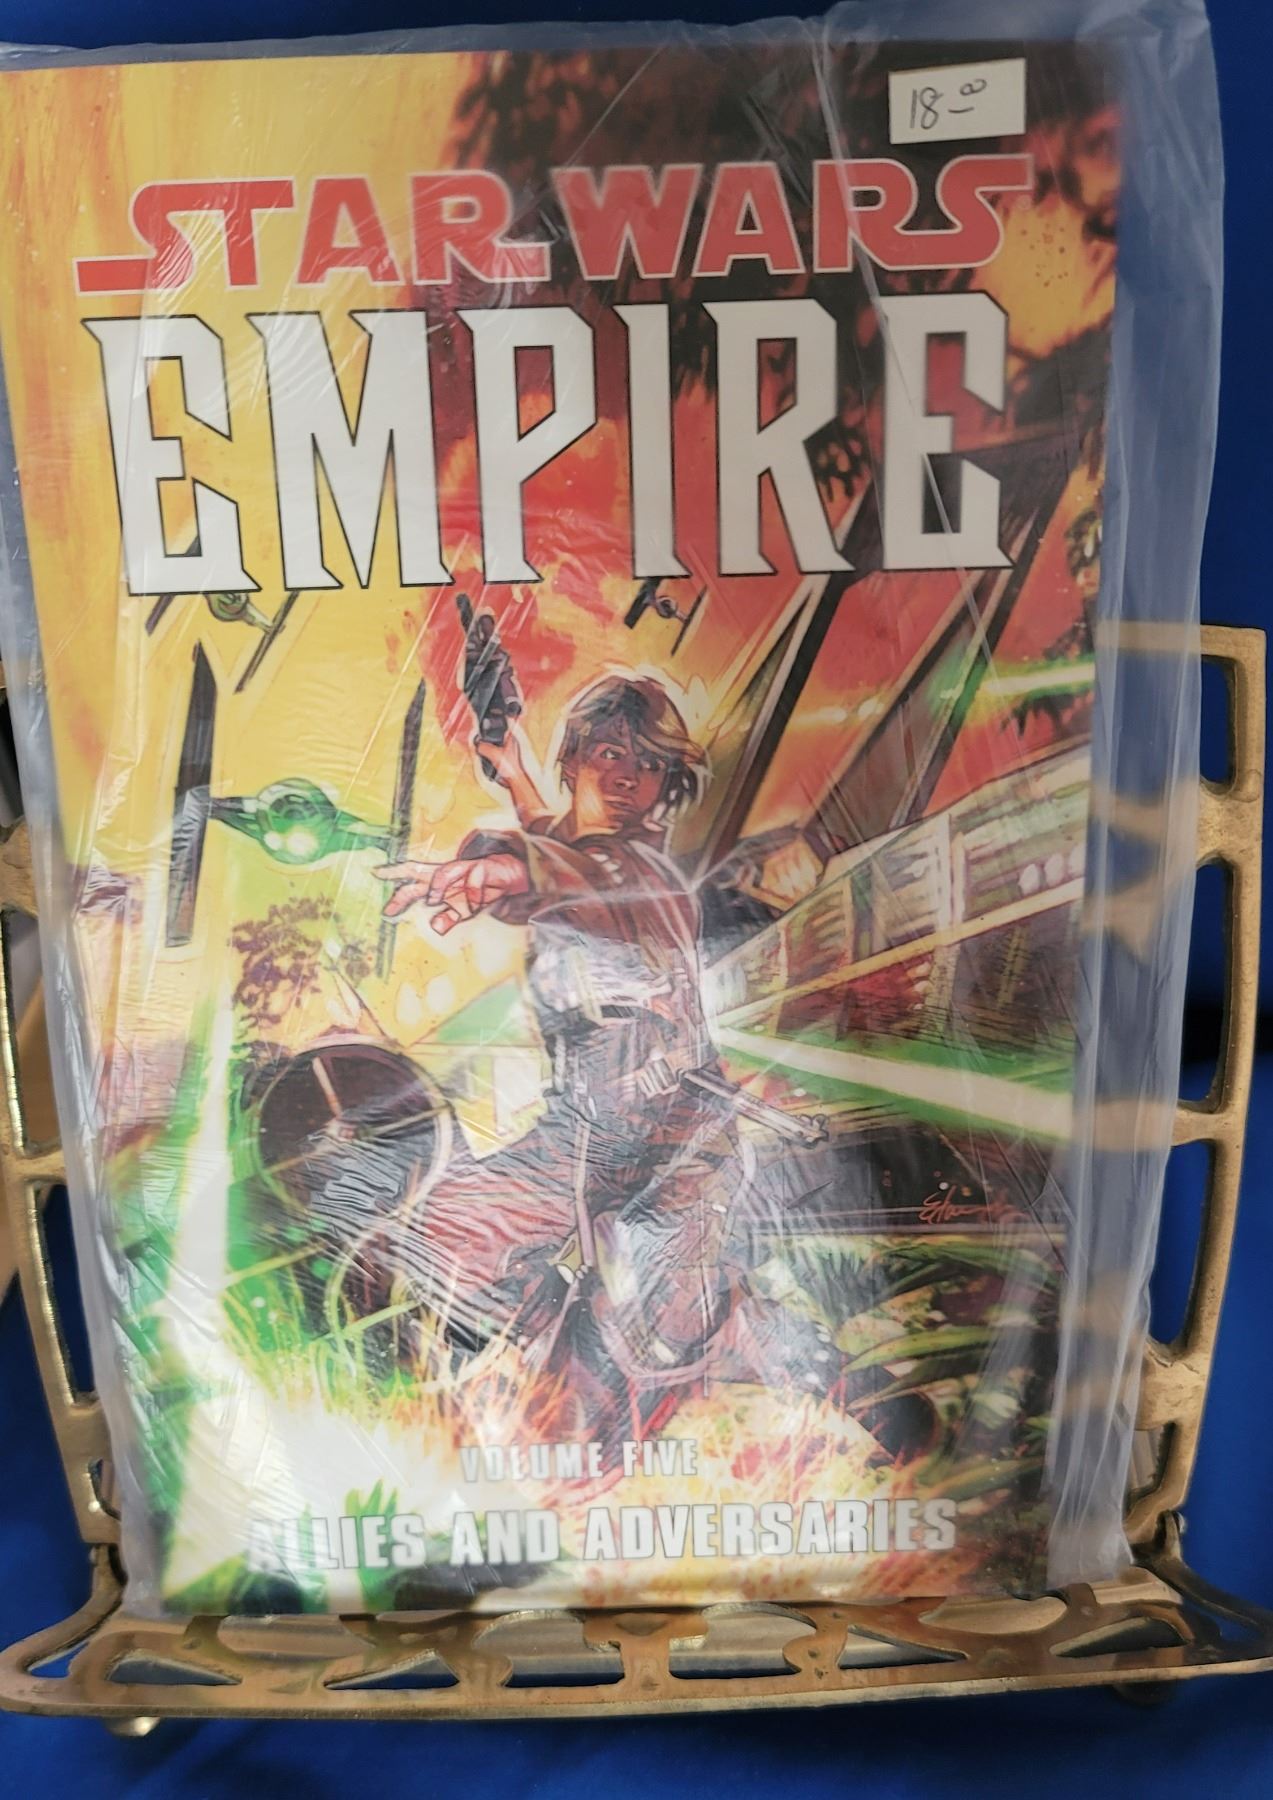 18-00
STAR WARS
EMPIRE
VOLUME FIVE
ALLIES AND ADVERSARIES